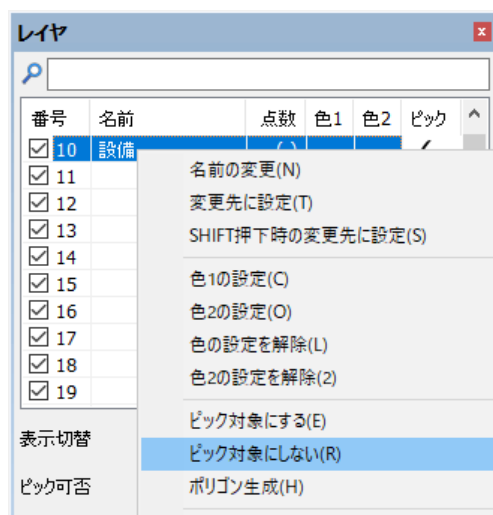 レイヤ
番号 名前 点数 色1 色2 ピック
10 設備 (-)
11
12
13
14
15
16
17
18
19
名前の変更(N)
変更先に設定(T)
SHIFT押下時の変更先に設定(S)
色1の設定(C)
色2の設定(O)
色の設定を解除(L)
色2の設定を解除(2)
ピック対象にする(E)
ピック対象にしない(R)
ポリゴン生成(H)
表示切替
ピック可否